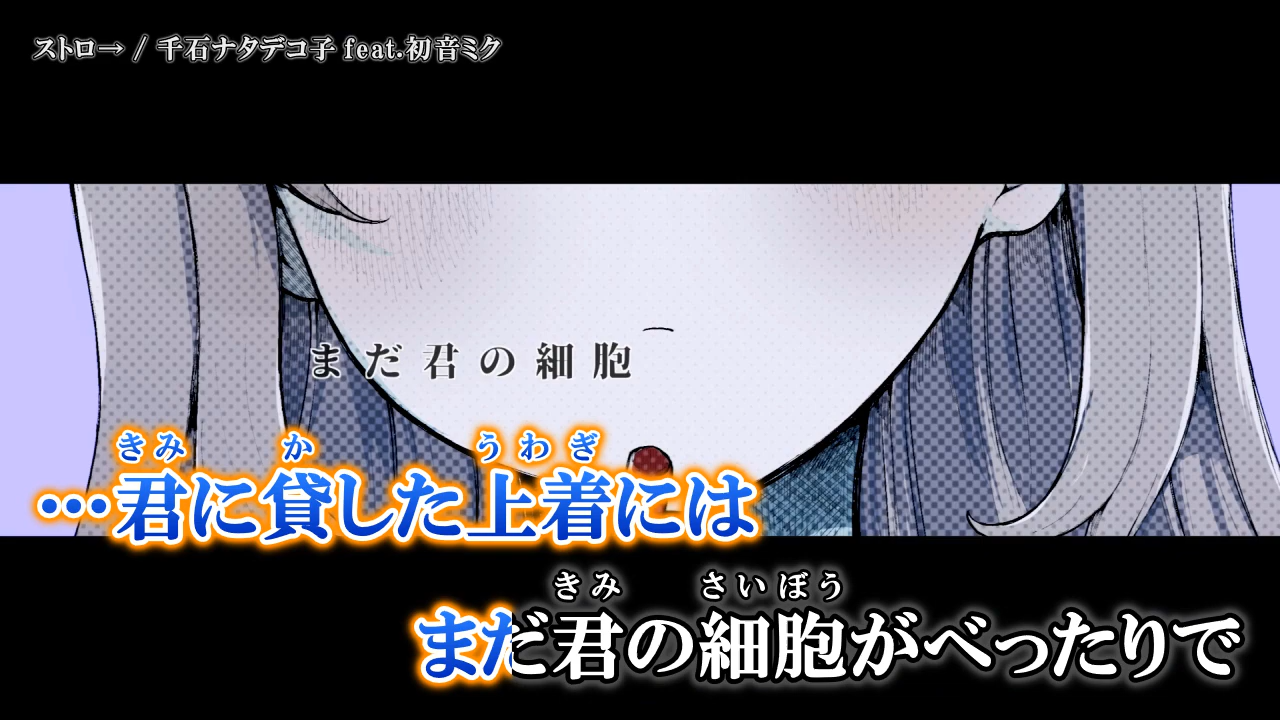 ストロー→ / 千石ナタデコ子 feat.初音ミク
まだ君の細胞
きみ か うわぎ
…君に貸した上着には
きみ さいぼう
まだ君の細胞がべったりで